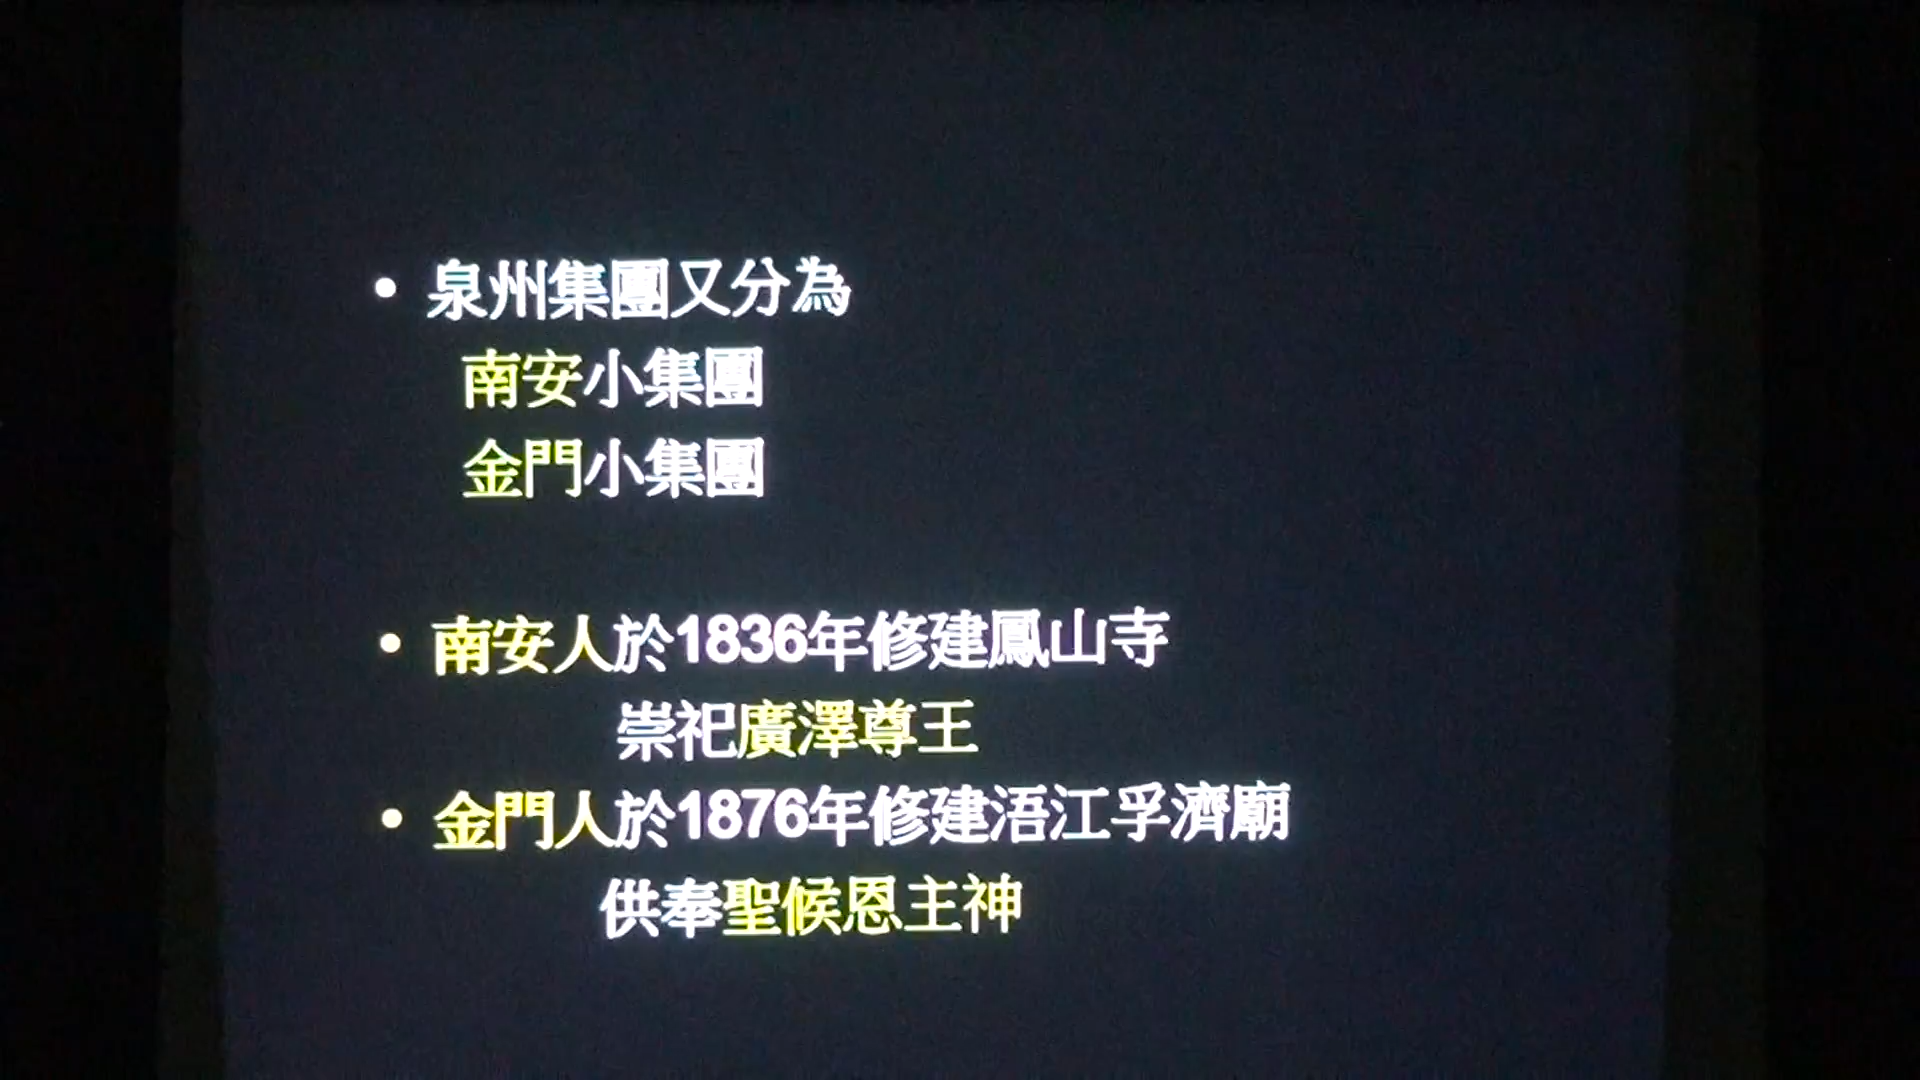 • 泉州集團又分為
南安小集團
金門小集團
• 南安人於1836年修建鳳山寺
崇祀廣澤尊王
• 金門人於1876年修建浯江孚濟廟
供奉聖候恩主神